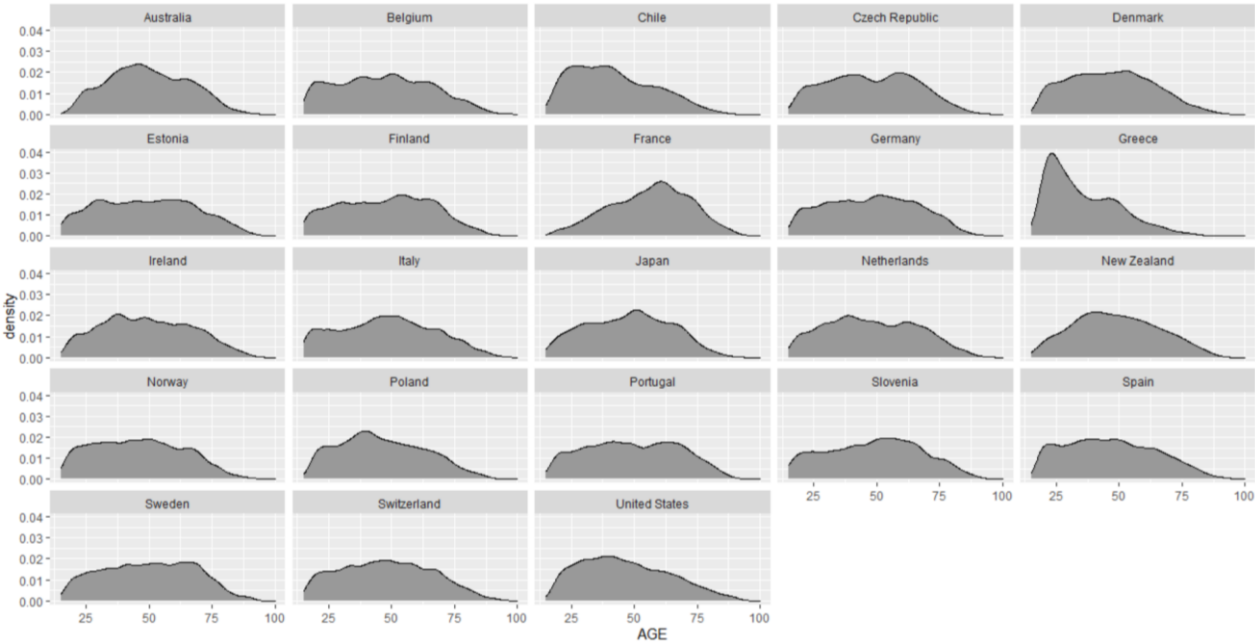 Australia Belgium Chile Czech Republic Denmark
0.04
0.03
0.02
0.01
0.00
Estonia Finland France Germany Greece
0.04
0.03
0.02
0.01
0.00
Ireland Italy Japan Netherlands New Zealand
0.04
0.03
0.02
0.01
0.00
density
Norway Poland Portugal Slovenia Spain
0.04
0.03
0.02
0.01
0.00
25 50 75 100 25 50 75 100
Sweden Switzerland United States
0.04
0.03
0.02
0.01
0.00
25 50 75 100 25 50 75 100 25 50 75 100
AGE